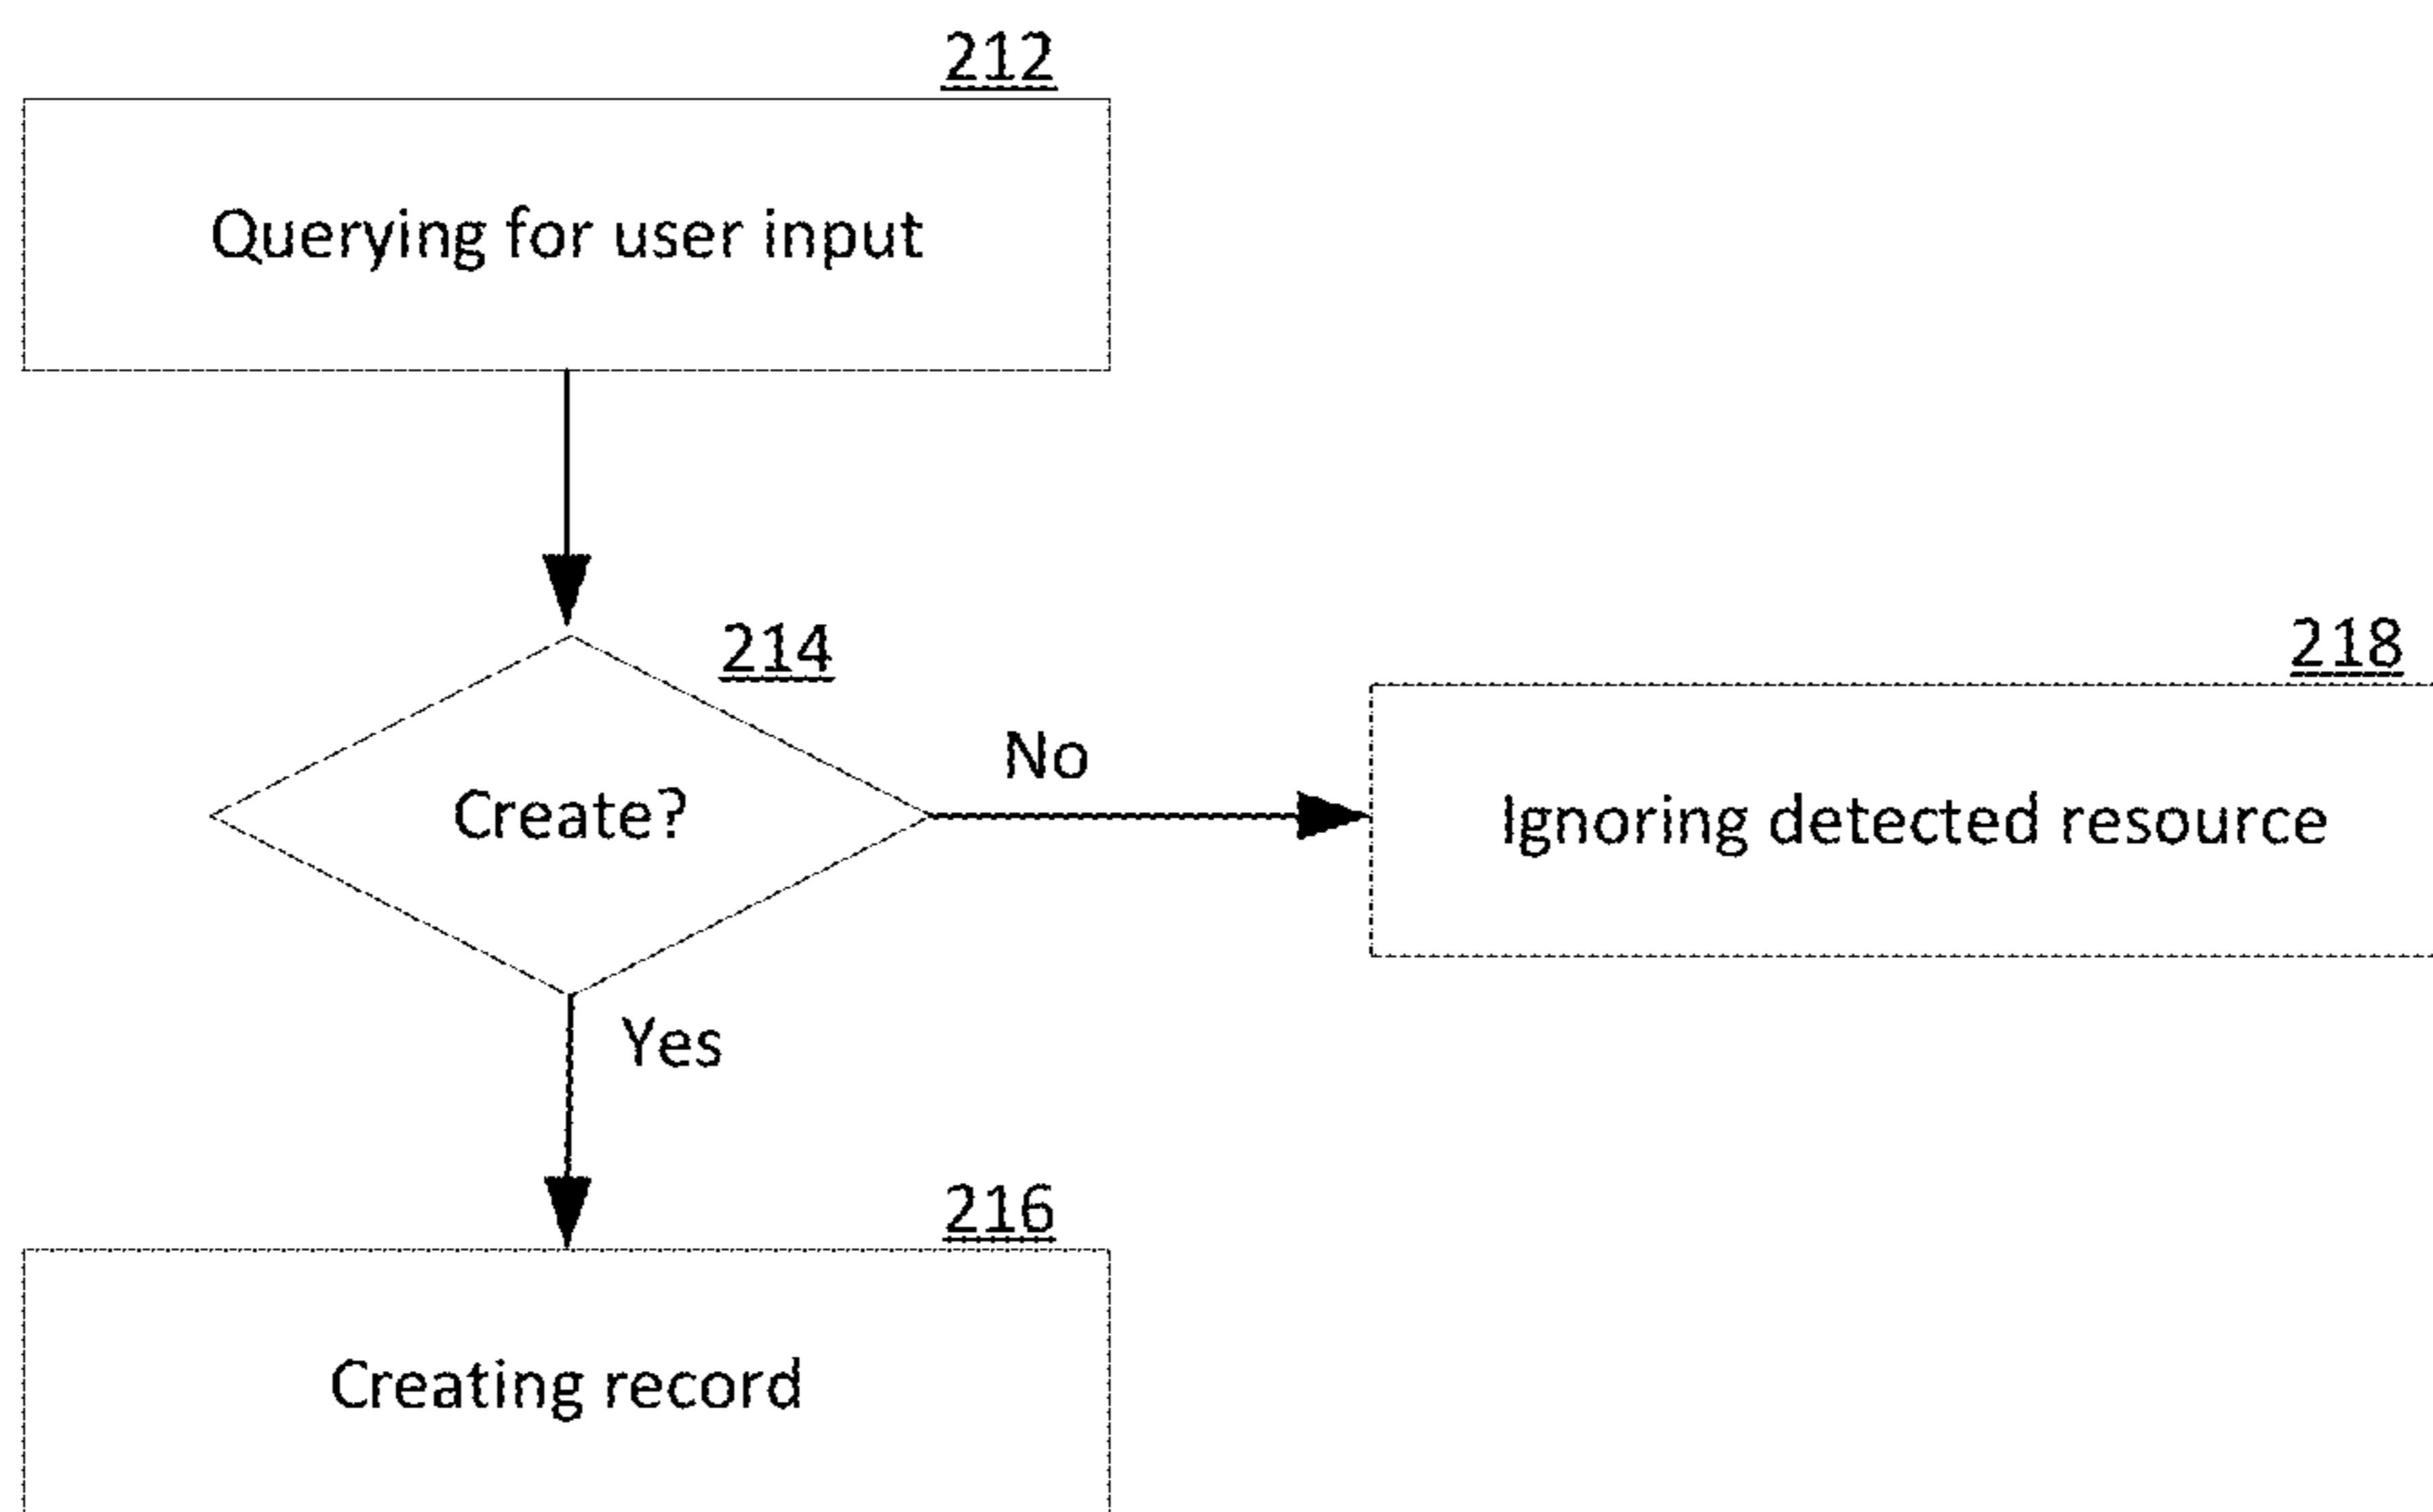 212
Querying for user input
214
Create?
No
218
Ignoring detected resource
Yes
216
Creating record